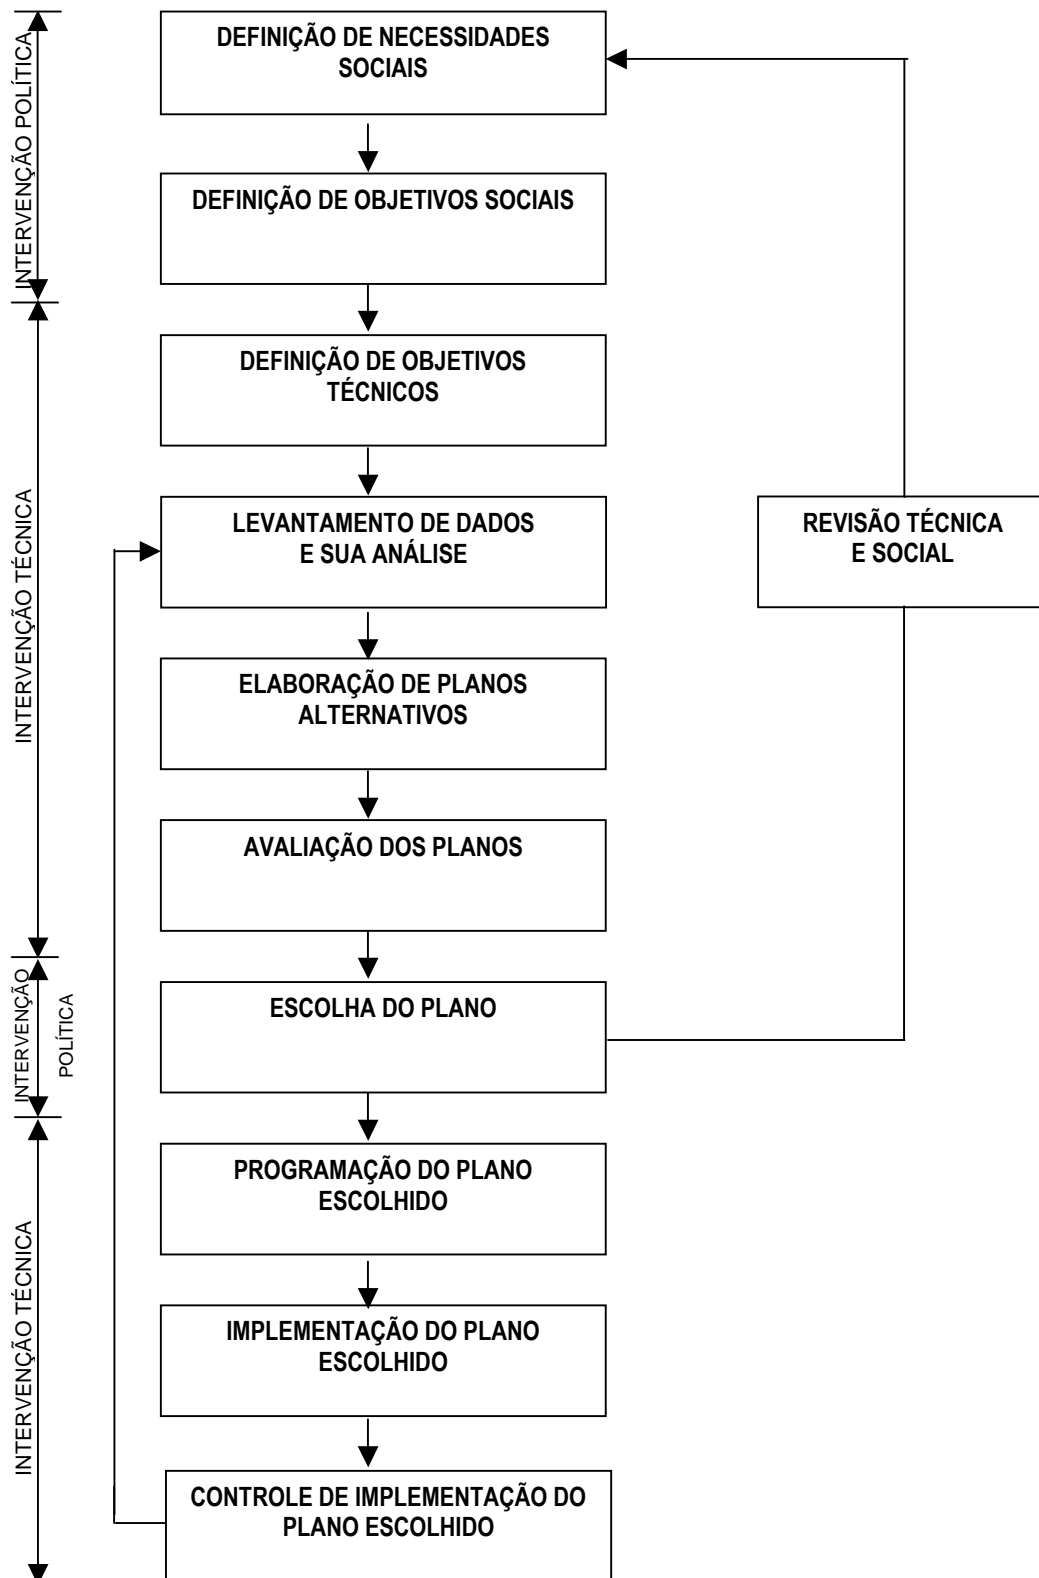 DEFINIÇÃO DE NECESSIDADES
SOCIAIS
DEFINIÇÃO DE OBJETIVOS SOCIAIS
INTERVENÇÃO POLÍTICA
DEFINIÇÃO DE OBJETIVOS
TÉCNICOS
LEVANTAMENTO DE DADOS
E SUA ANÁLISE
REVISÃO TÉCNICA
E SOCIAL
INTERVENÇÃO TÉCNICA
ELABORAÇÃO DE PLANOS
ALTERNATIVOS
AVALIAÇÃO DOS PLANOS
INTERVENÇÃO
POLÍTICA
ESCOLHA DO PLANO
PROGRAMAÇÃO DO PLANO
ESCOLHIDO
INTERVENÇÃO TÉCNICA
IMPLEMENTAÇÃO DO PLANO
ESCOLHIDO
CONTROLE DE IMPLEMENTAÇÃO DO
PLANO ESCOLHIDO